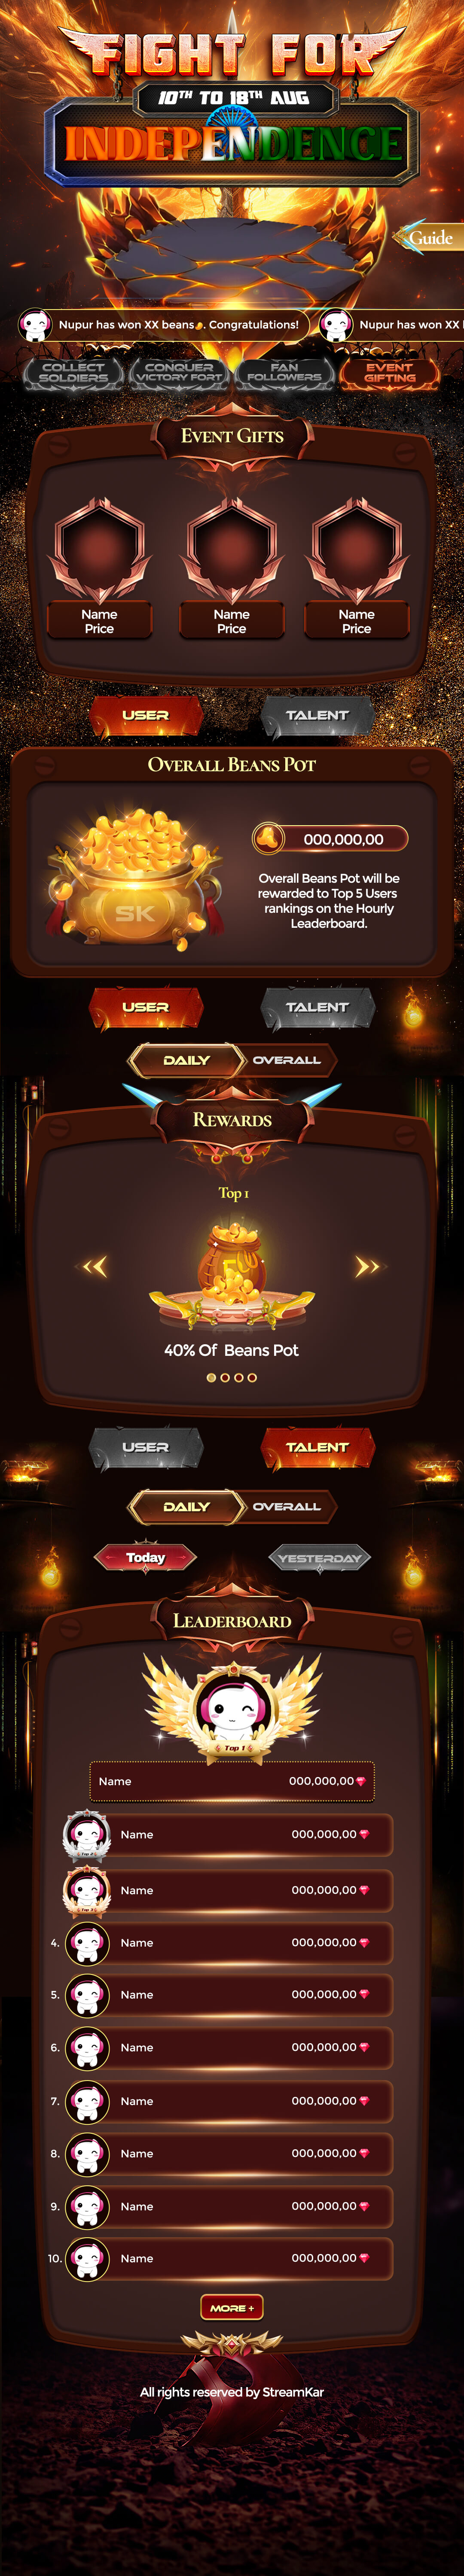 FIGHT FOR
10TH TO 18TH AUG
INDEPENDENCE
Guide
Nupur has won XX beans. Congratulations!
Nupur has won XX
COLLECT
SOLDIERS
CONQUER
VICTORY FORT
FAN
FOLLOWERS
EVENT
GIFTING
EVENT GIFTS
Name
Price
Name
Price
Name
Price
USER
TALENT
OVERALL BEANS POT
SK
000,000,00
Overall Beans Pot will be
rewarded to Top 5 Users
rankings on the Hourly
Leaderboard.
USER
TALENT
DAILY
OVERALL
REWARDS
Top 1
40% Of Beans Pot
USER
TALENT
DAILY
OVERALL
Today
YESTERDAY
LEADERBOARD
Top 1
Name 000,000,00
Name 000,000,00
Top 2
Name 000,000,00
Top 3
4. Name 000,000,00
5. Name 000,000,00
6. Name 000,000,00
7. Name 000,000,00
8. Name 000,000,00
9. Name 000,000,00
10. Name 000,000,00
MORE +
All rights reserved by StreamKar